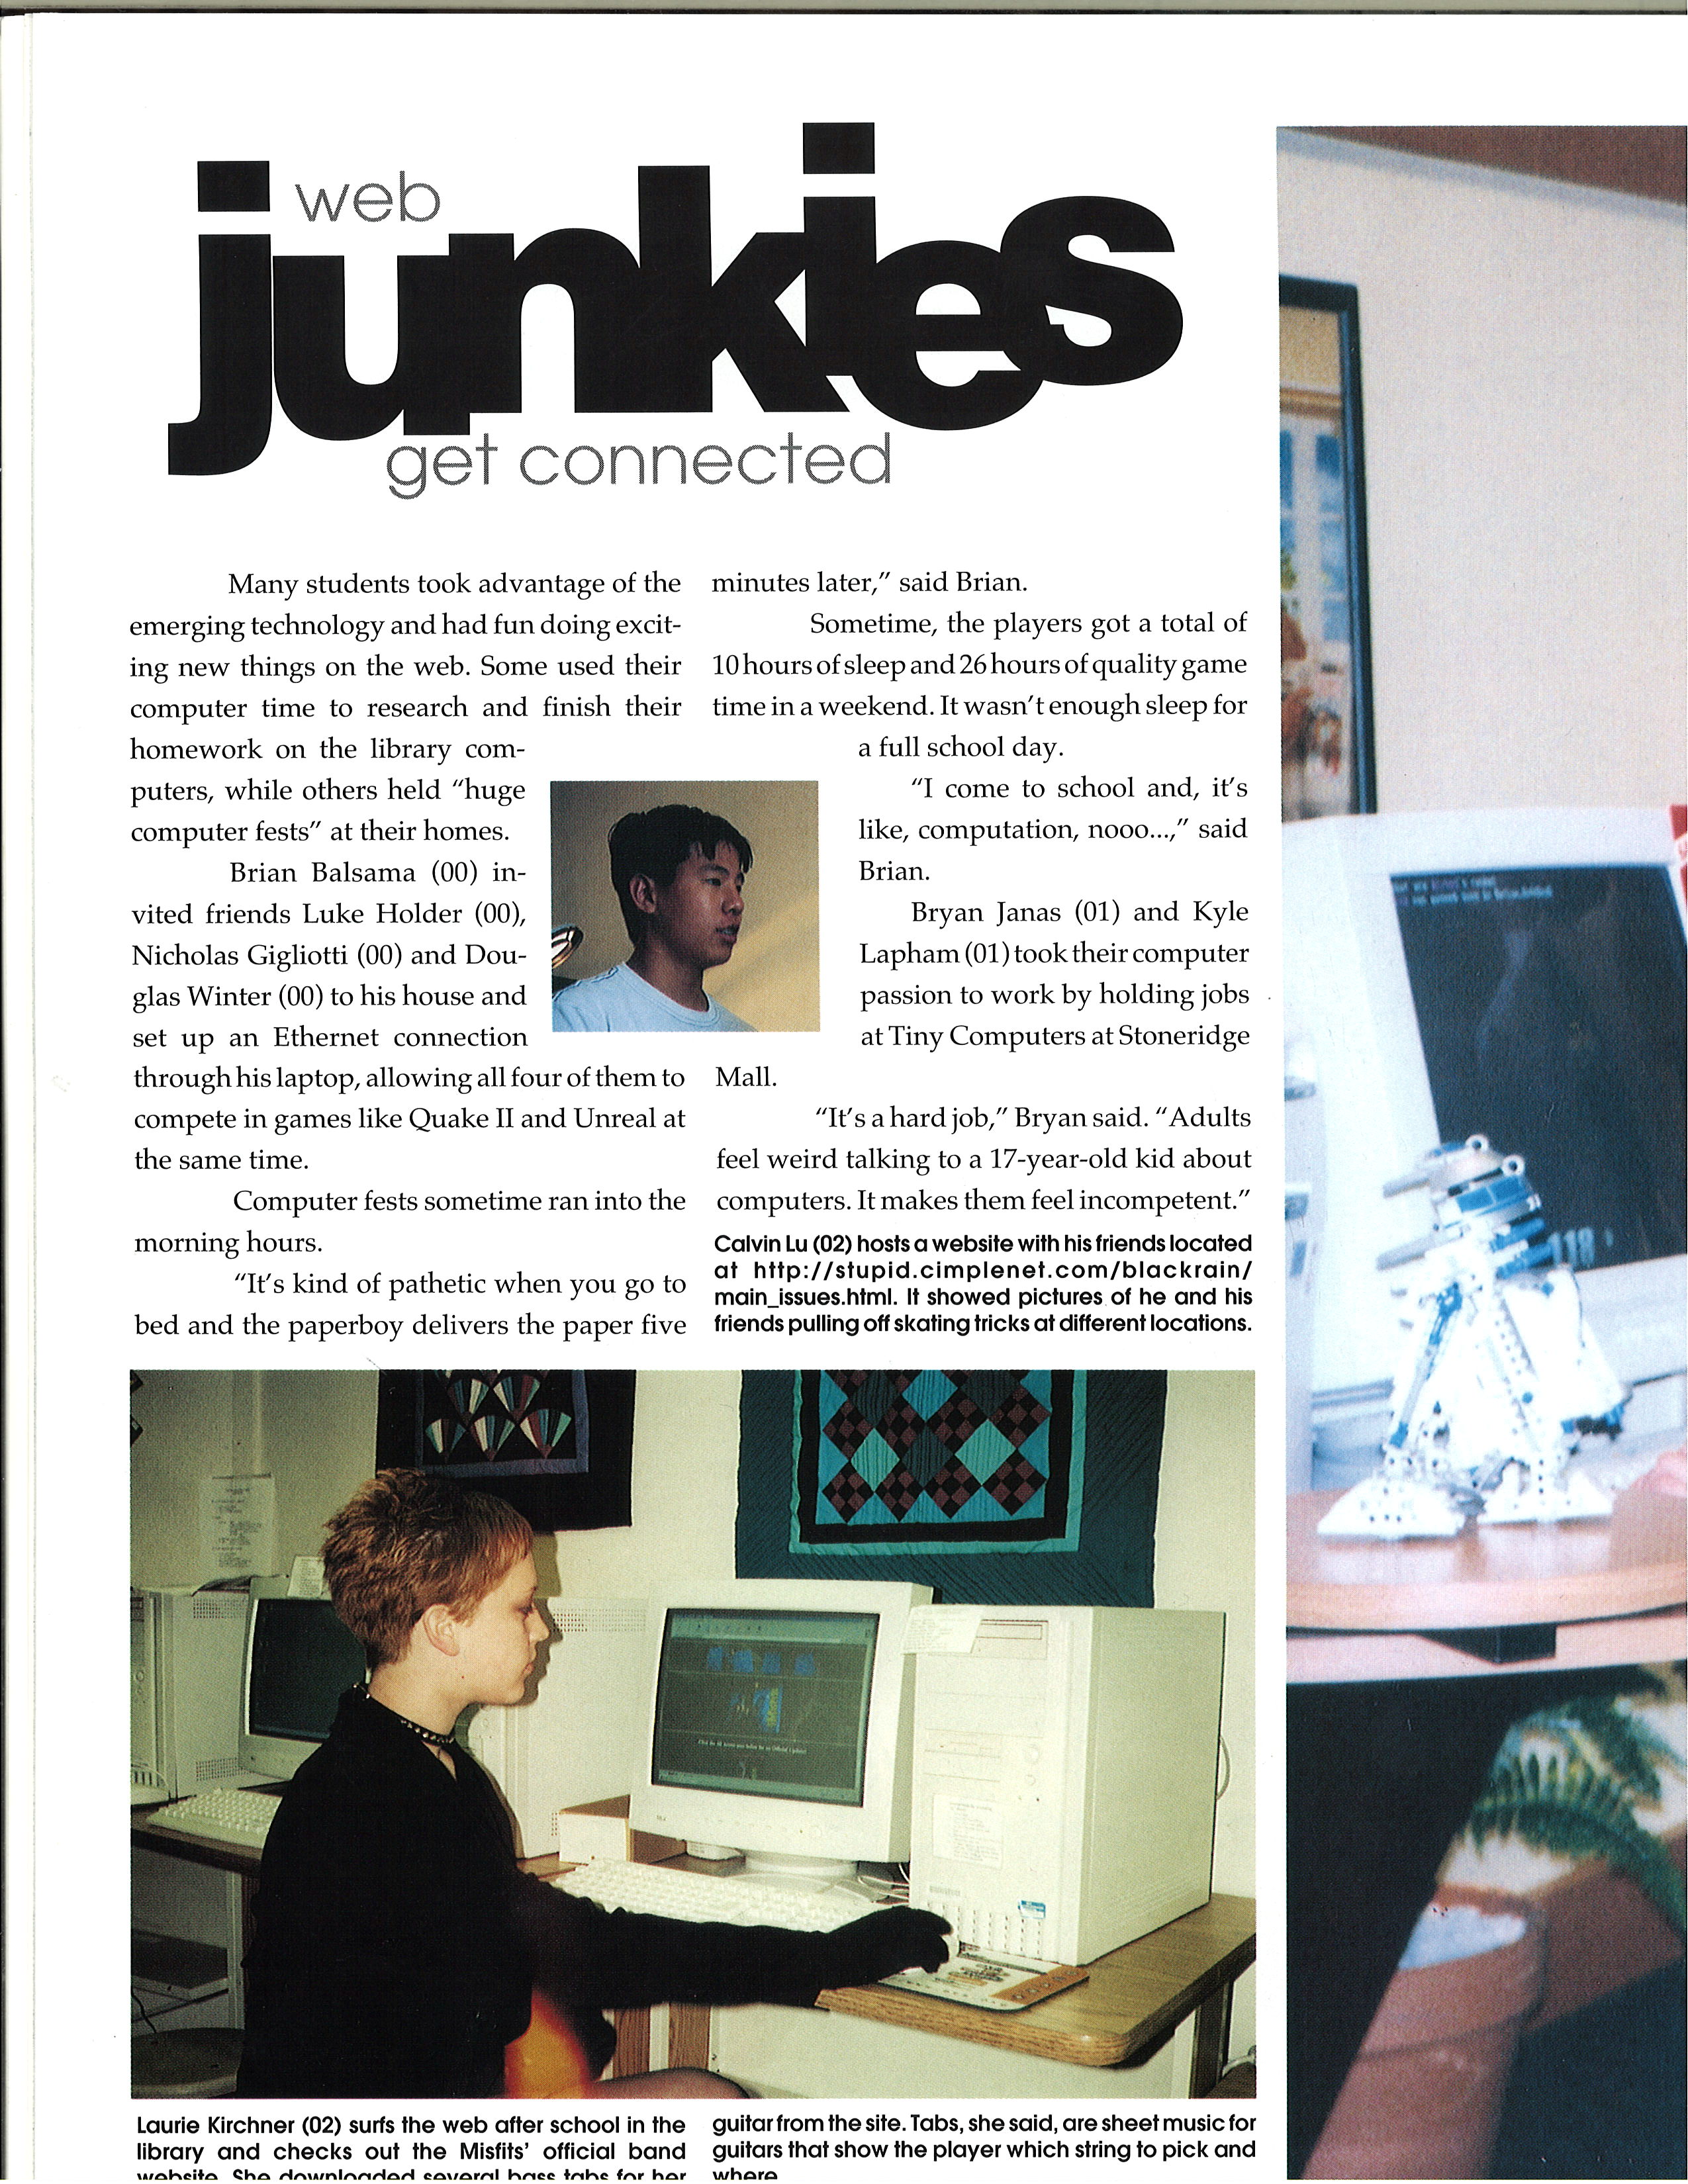 web
junkies
get connected
Many students took advantage of the
emerging technology and had fun doing excit-
ing new things on the web. Some used their
computer time to research and finish their
homework on the library com-
puters, while others held “huge
computer fests” at their homes.
Brian Balsama (00) in-
vited friends Luke Holder (00),
Nicholas Gigliotti (00) and Dou-
glas Winter (00) to his house and
set up an Ethernet connection
through his laptop, allowing all four of them to
compete in games like Quake II and Unreal at
the same time.
Computer fests sometime ran into the
morning hours.
“It’s kind of pathetic when you go to
bed and the paperboy delivers the paper five
minutes later,” said Brian.
Sometime, the players got a total of
10 hours of sleep and 26 hours of quality game
time in a weekend. It wasn’t enough sleep for
a full school day.
“I come to school and, it’s
like, computation, nooo...,” said
Brian.
Bryan Janas (01) and Kyle
Lapham (01) took their computer
passion to work by holding jobs
at Tiny Computers at Stoneridge
Mall.
“It’s a hard job,” Bryan said. “Adults
feel weird talking to a 17-year-old kid about
computers. It makes them feel incompetent.”
Calvin Lu (02) hosts a website with his friends located
at http://stupid.cimplenet.com/blackrain/
main_issues.html. It showed pictures of he and his
friends pulling off skating tricks at different locations.
Laurie Kirchner (02) surfs the web after school in the
library and checks out the Misfits’ official band
website. She downloaded several bass tabs for her
guitar from the site. Tabs, she said, are sheet music for
guitars that show the player which string to pick and
where